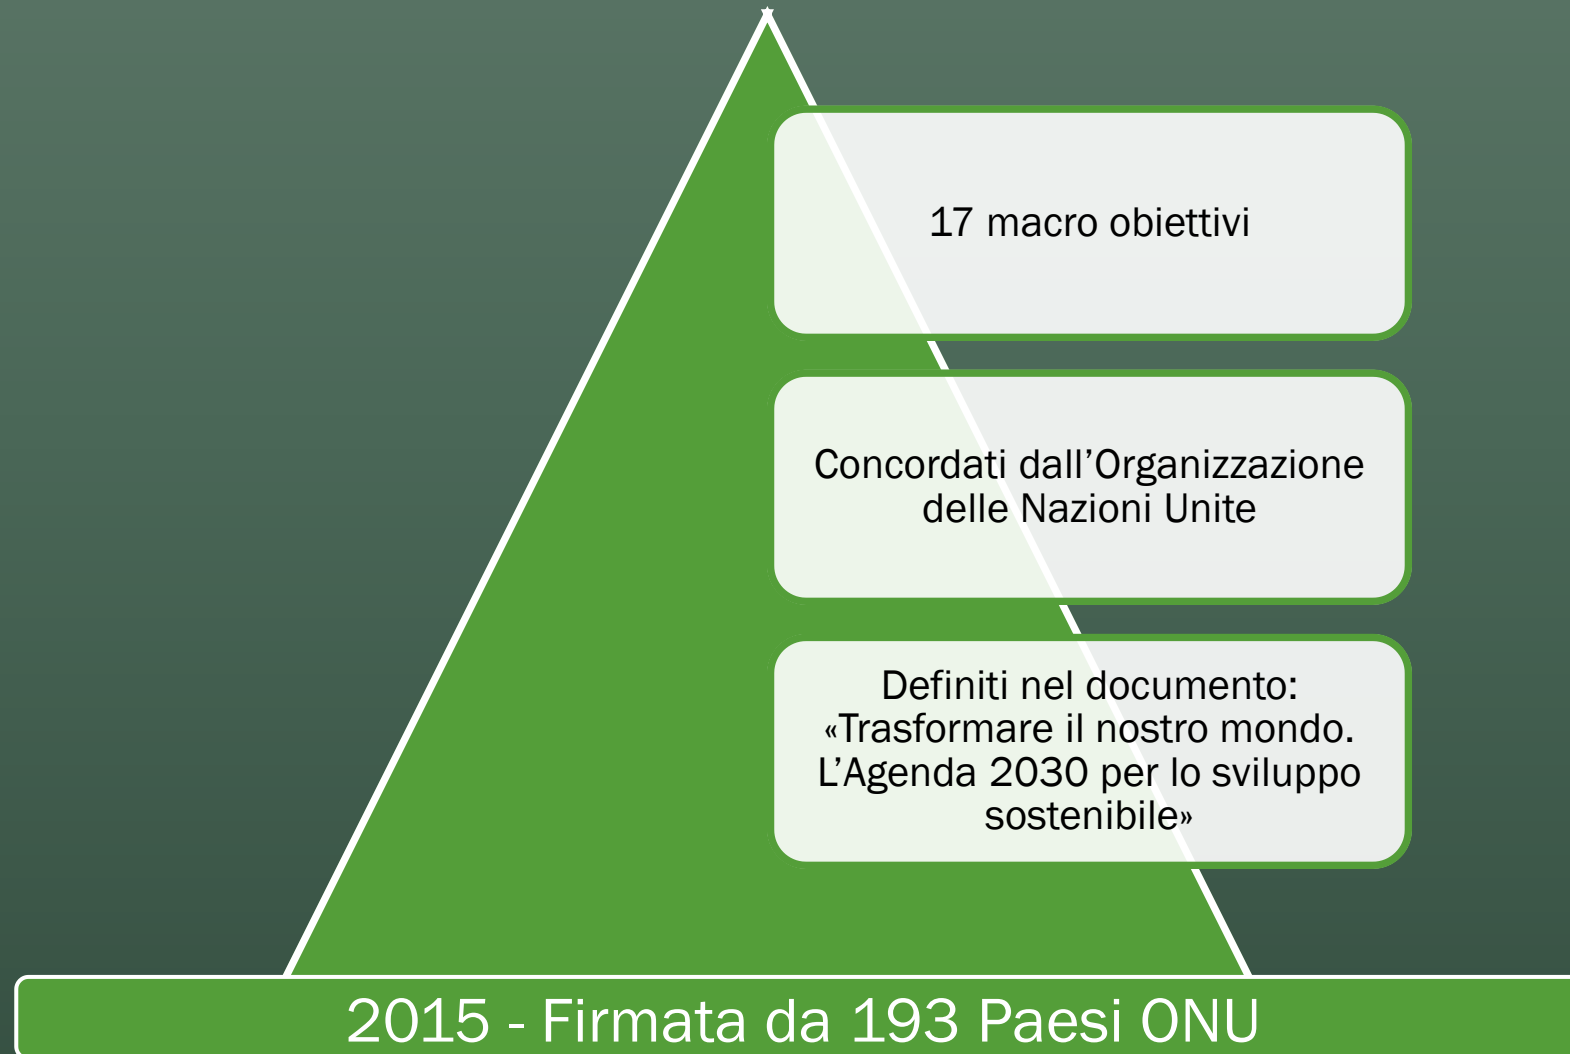 17 macro obiettivi
Concordati dall’Organizzazione
delle Nazioni Unite
Definiti nel documento:
«Trasformare il nostro mondo.
L’Agenda 2030 per lo sviluppo
sostenibile»
2015 - Firmata da 193 Paesi ONU